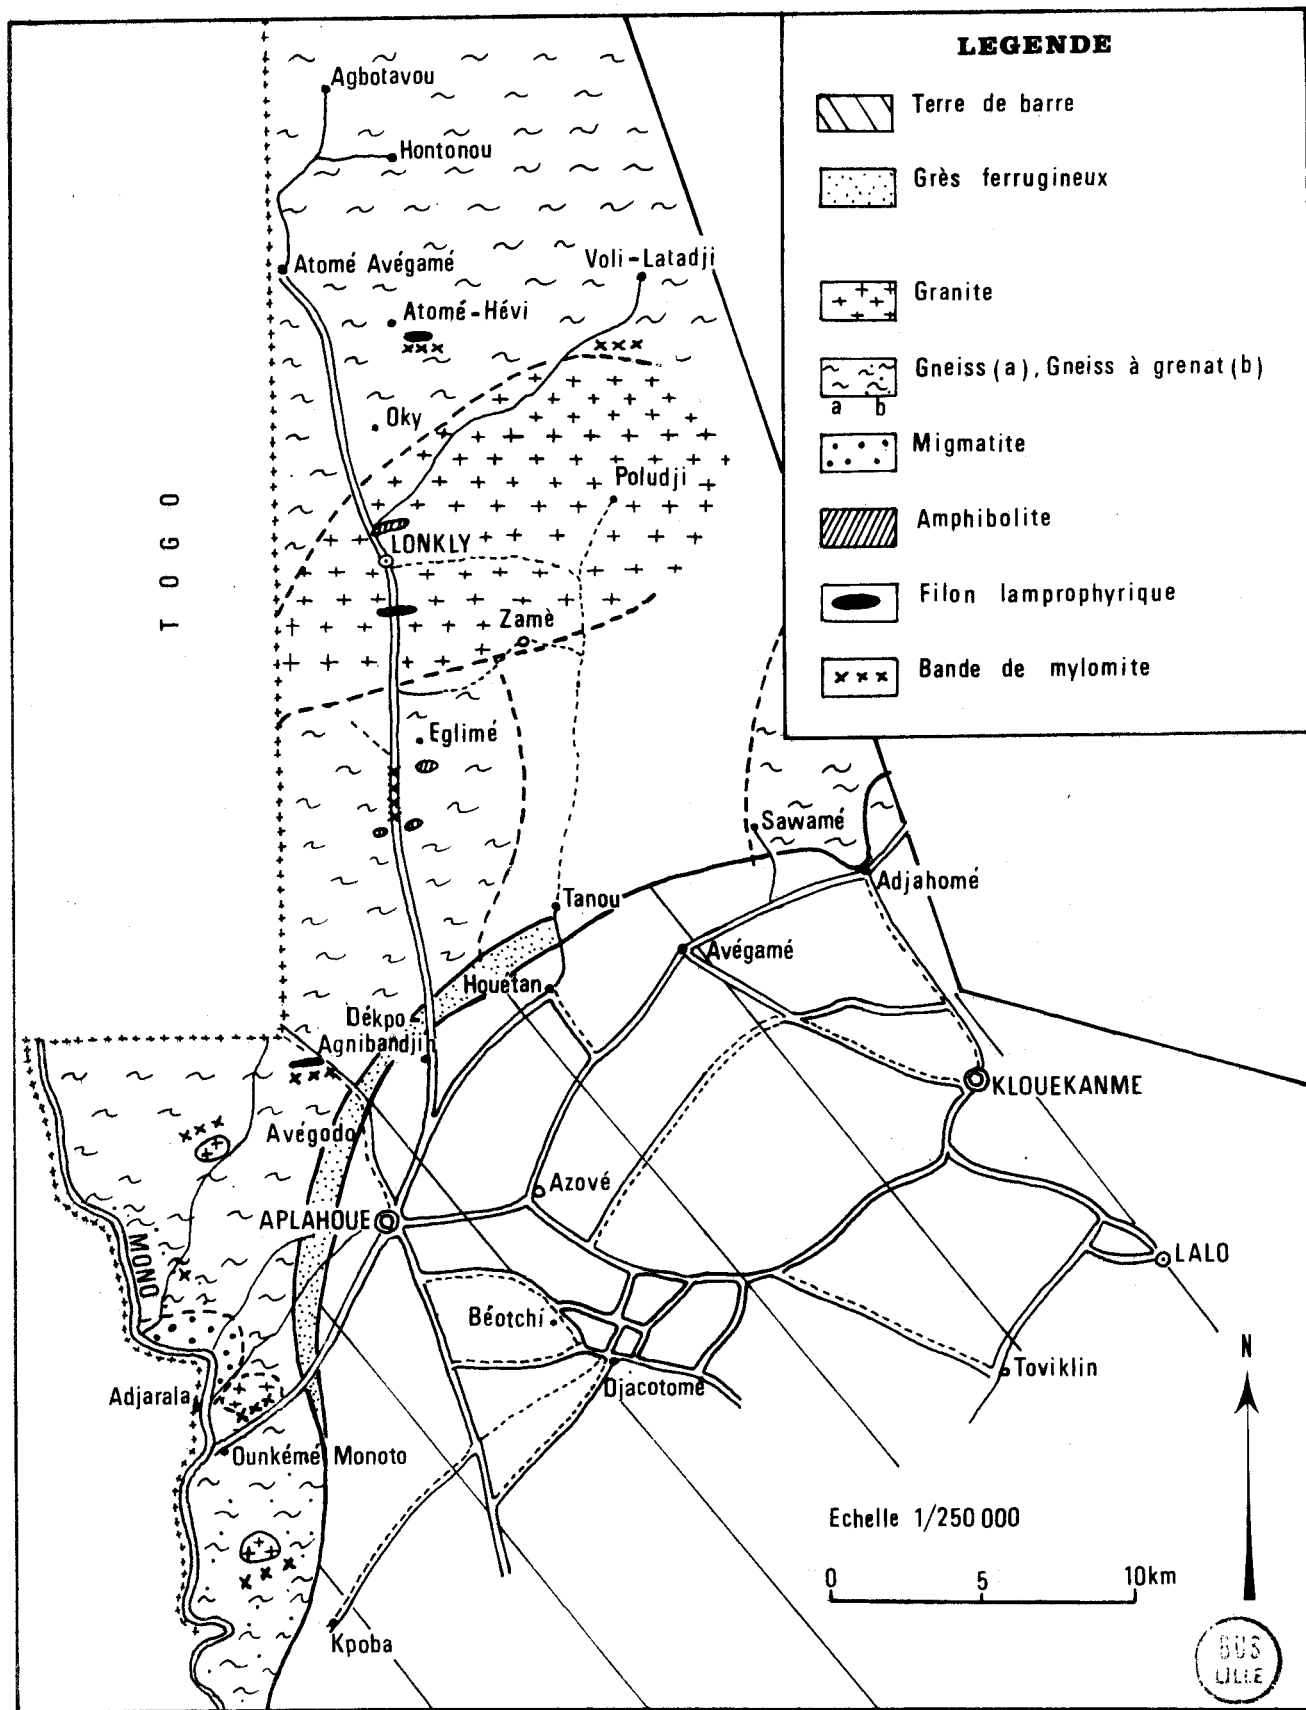 LEGENDE
Terre de barre
Grès ferrugineux
Granite
Gneiss (a), Gneiss à grenat (b)
a b
Migmatite
Amphibolite
Filon lamprophyrique
Bande de mylomite
Agbotavou
Hontonou
Atomé Avégamé
Voli-Latadji
Atomé-Hévi
Oky
Poludji
TOGO
LONKLY
Zamè
Eglimé
Sawamé
Adjahomé
Tanou
Avégamé
Houetan
Dékpo
Agnibandjin
KLOUEKANME
Avégodo
Azové
APLAHOUE
MONO
LALO
Béotchi
Toviklin
Djacotomé
Adjarala
Ounkémé Monoto
N
Echelle 1/250 000
0 5 10km
Kpoba
BUS
LILLE